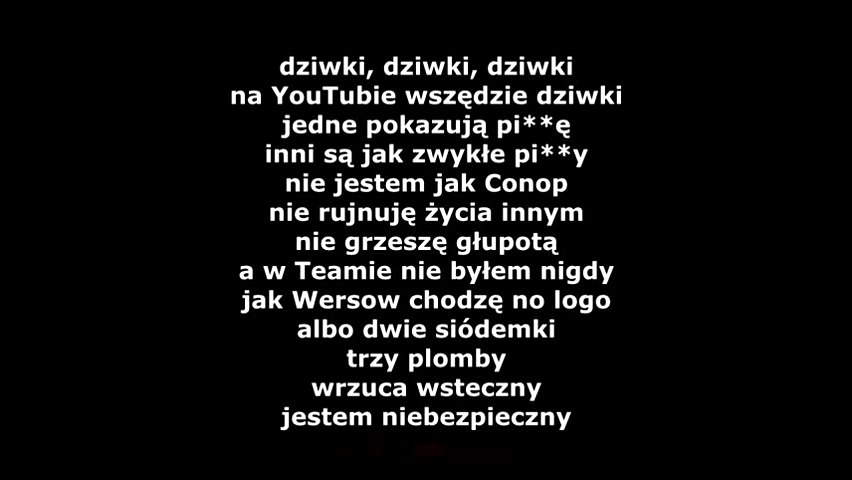 dziwki, dziwki, dziwki
na YouTubie wszędzie dziwki
jedne pokazują pi**ę
inni są jak zwykłe pi**y
nie jestem jak Conop
nie rujnuję życia innym
nie grzeszę głupotą
a w Teamie nie byłem nigdy
jak Wersow chodzę no logo
albo dwie siódemki
trzy plomby
wrzuca wsteczny
jestem niebezpieczny